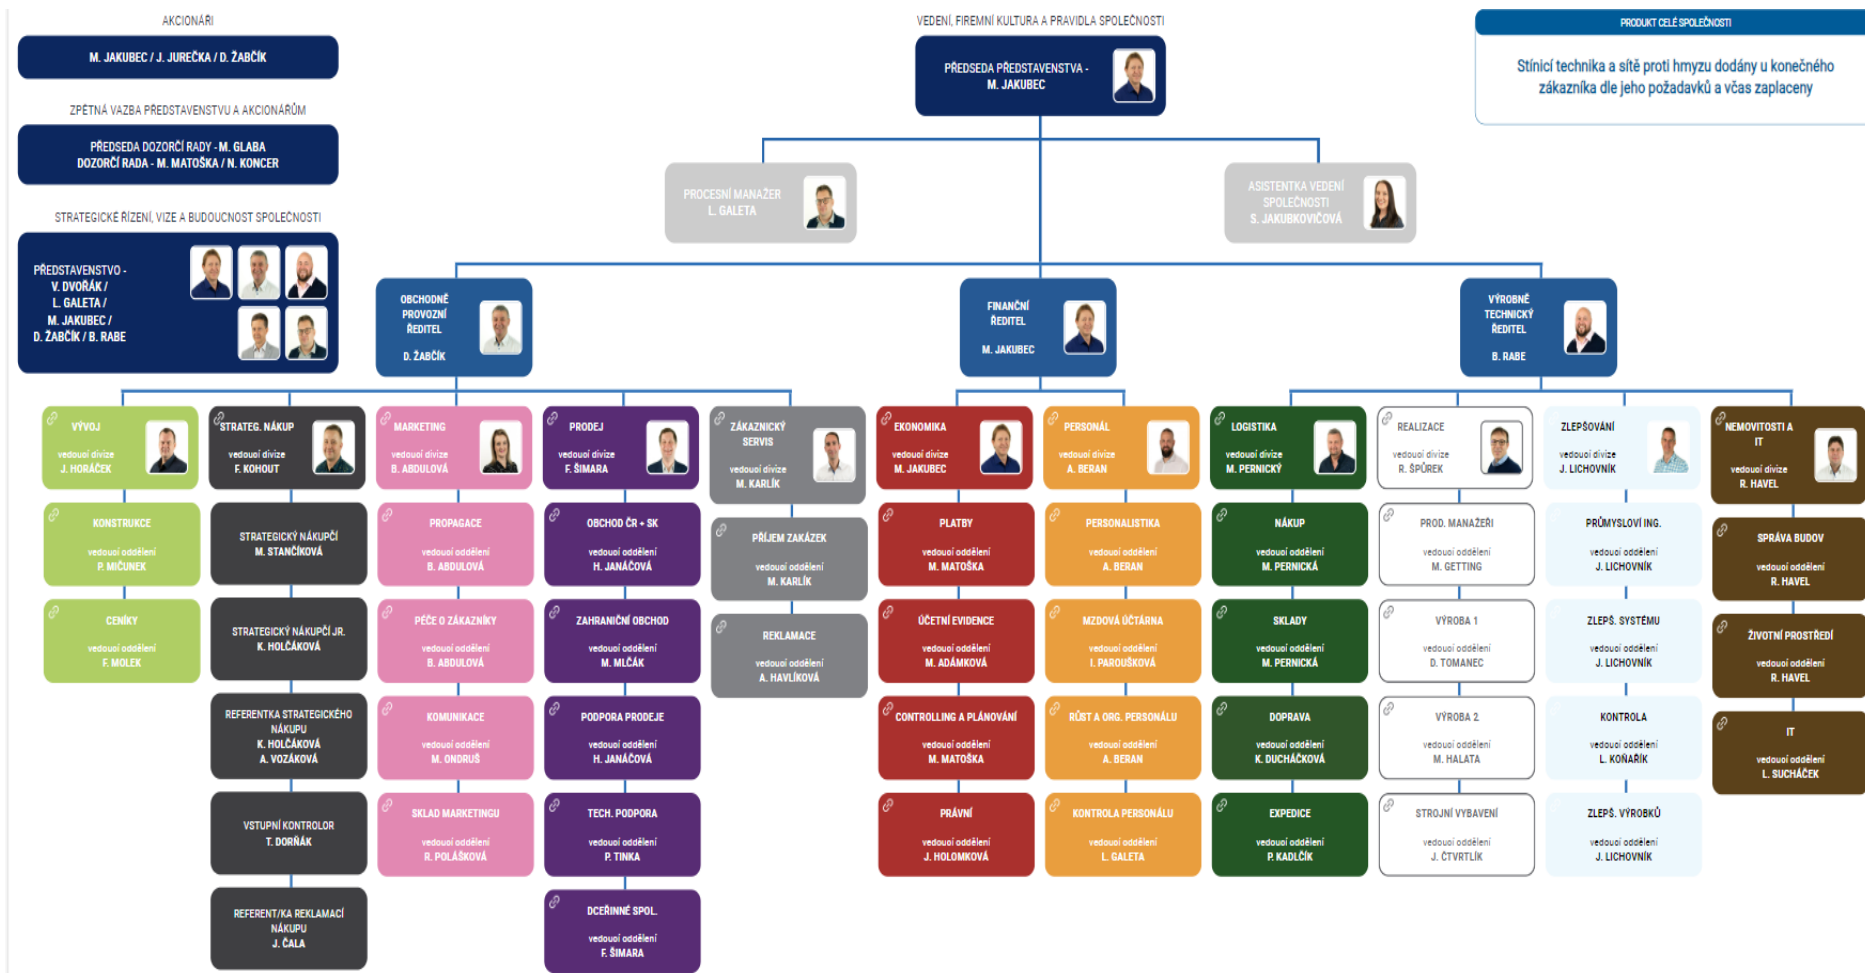 AKCIONÁŘI
M. JAKUBEC / J. JUREČKA / D. ŽABČÍK
ZPĚTNÁ VAZBA PŘEDSTAVENSTVU A AKCIONÁŘŮM
PŘEDSEDA DOZORČÍ RADY - M. GLABA
DOZORČÍ RADA - M. MATOŠKA / N. KONCER
STRATEGICKÉ ŘÍZENÍ, VIZE A BUDOUCNOST SPOLEČNOSTI
PŘEDSTAVENSTVO -
V. DVOŘÁK /
L. GALETA /
M. JAKUBEC /
D. ŽABČÍK / B. RABE
VEDENÍ, FIREMNÍ KULTURA A PRAVIDLA SPOLEČNOSTI
PŘEDSEDA PŘEDSTAVENSTVA -
M. JAKUBEC
PRODUKT CELÉ SPOLEČNOSTI
Stínicí technika a sítě proti hmyzu dodány u konečného
zákazníka dle jeho požadavků a včas zaplaceny
PROCESNÍ MANAŽER
L. GALETA
ASISTENTKA VEDENÍ
SPOLEČNOSTI
S. JAKUBKOVIČOVÁ
OBCHODNĚ
PROVOZNÍ
ŘEDITEL
D. ŽABČÍK
FINANČNÍ
ŘEDITEL
M. JAKUBEC
VÝROBNĚ
TECHNICKÝ
ŘEDITEL
B. RABE
VÝVOJ
vedoucí divize
J. HORÁČEK
KONSTRUKCE
vedoucí oddělení
P. MIČUNEK
CENÍKY
vedoucí oddělení
F. MOLEK
STRATEG. NÁKUP
vedoucí divize
F. KOHOUT
STRATEGICKÝ NÁKUPČÍ
M. STANČÍKOVÁ
STRATEGICKÝ NÁKUPČÍ JR.
K. HOLČÁKOVÁ
REFERENTKA STRATEGICKÉHO
NÁKUPU
K. HOLČÁKOVÁ
A. VOZÁKOVÁ
VSTUPNÍ KONTROLOR
T. DORŇÁK
REFERENT/KA REKLAMACÍ
NÁKUPU
J. ČALA
MARKETING
vedoucí divize
B. ABDULOVÁ
PROPAGACE
vedoucí oddělení
B. ABDULOVÁ
PÉČE O ZÁKAZNÍKY
vedoucí oddělení
B. ABDULOVÁ
KOMUNIKACE
vedoucí oddělení
M. ONDRUŠ
SKLAD MARKETINGU
vedoucí oddělení
R. POLÁŠKOVÁ
PRODEJ
vedoucí divize
F. ŠIMARA
OBCHOD ČR + SK
vedoucí oddělení
H. JANÁČOVÁ
ZAHRANIČNÍ OBCHOD
vedoucí oddělení
M. MLČÁK
PODPORA PRODEJE
vedoucí oddělení
H. JANÁČOVÁ
TECH. PODPORA
vedoucí oddělení
P. TINKA
DCEŘINNÉ SPOL.
vedoucí oddělení
F. ŠIMARA
ZÁKAZNICKÝ
SERVIS
vedoucí divize
M. KARLÍK
PŘÍJEM ZAKÁZEK
vedoucí oddělení
M. KARLÍK
REKLAMACE
vedoucí oddělení
A. HAVLÍKOVÁ
EKONOMIKA
vedoucí divize
M. JAKUBEC
PLATBY
vedoucí oddělení
M. MATOŠKA
ÚČETNÍ EVIDENCE
vedoucí oddělení
M. ADÁMKOVÁ
CONTROLLING A PLÁNOVÁNÍ
vedoucí oddělení
M. MATOŠKA
PRÁVNÍ
vedoucí oddělení
J. HOLOMKOVÁ
PERSONÁL
vedoucí divize
A. BERAN
PERSONALISTIKA
vedoucí oddělení
A. BERAN
MZDOVÁ ÚČTÁRNA
vedoucí oddělení
I. PAROUŠKOVÁ
RŮST A ORG. PERSONÁLU
vedoucí oddělení
A. BERAN
KONTROLA PERSONÁLU
vedoucí oddělení
L. GALETA
LOGISTIKA
vedoucí divize
M. PERNICKÝ
NÁKUP
vedoucí oddělení
M. PERNICKÁ
SKLADY
vedoucí oddělení
M. PERNICKÁ
DOPRAVA
vedoucí oddělení
K. DUCHÁČKOVÁ
EXPEDICE
vedoucí oddělení
P. KADLČÍK
REALIZACE
vedoucí divize
R. ŠPŮREK
PROD. MANAŽEŘI
vedoucí oddělení
M. GETTING
VÝROBA 1
vedoucí oddělení
D. TOMANEC
VÝROBA 2
vedoucí oddělení
M. HALATA
STROJNÍ VYBAVENÍ
vedoucí oddělení
J. ČTVRTLÍK
ZLEPŠOVÁNÍ
vedoucí divize
J. LICHOVNÍK
PRŮMYSLOVÍ ING.
vedoucí oddělení
J. LICHOVNÍK
ZLEPŠ. SYSTÉMU
vedoucí oddělení
J. LICHOVNÍK
KONTROLA
vedoucí oddělení
L. KOŇAŘÍK
ZLEPŠ. VÝROBKŮ
vedoucí oddělení
J. LICHOVNÍK
NEMOVITOSTI A
IT
vedoucí divize
R. HAVEL
SPRÁVA BUDOV
vedoucí oddělení
R. HAVEL
ŽIVOTNÍ PROSTŘEDÍ
vedoucí oddělení
R. HAVEL
IT
vedoucí oddělení
L. SUCHÁČEK